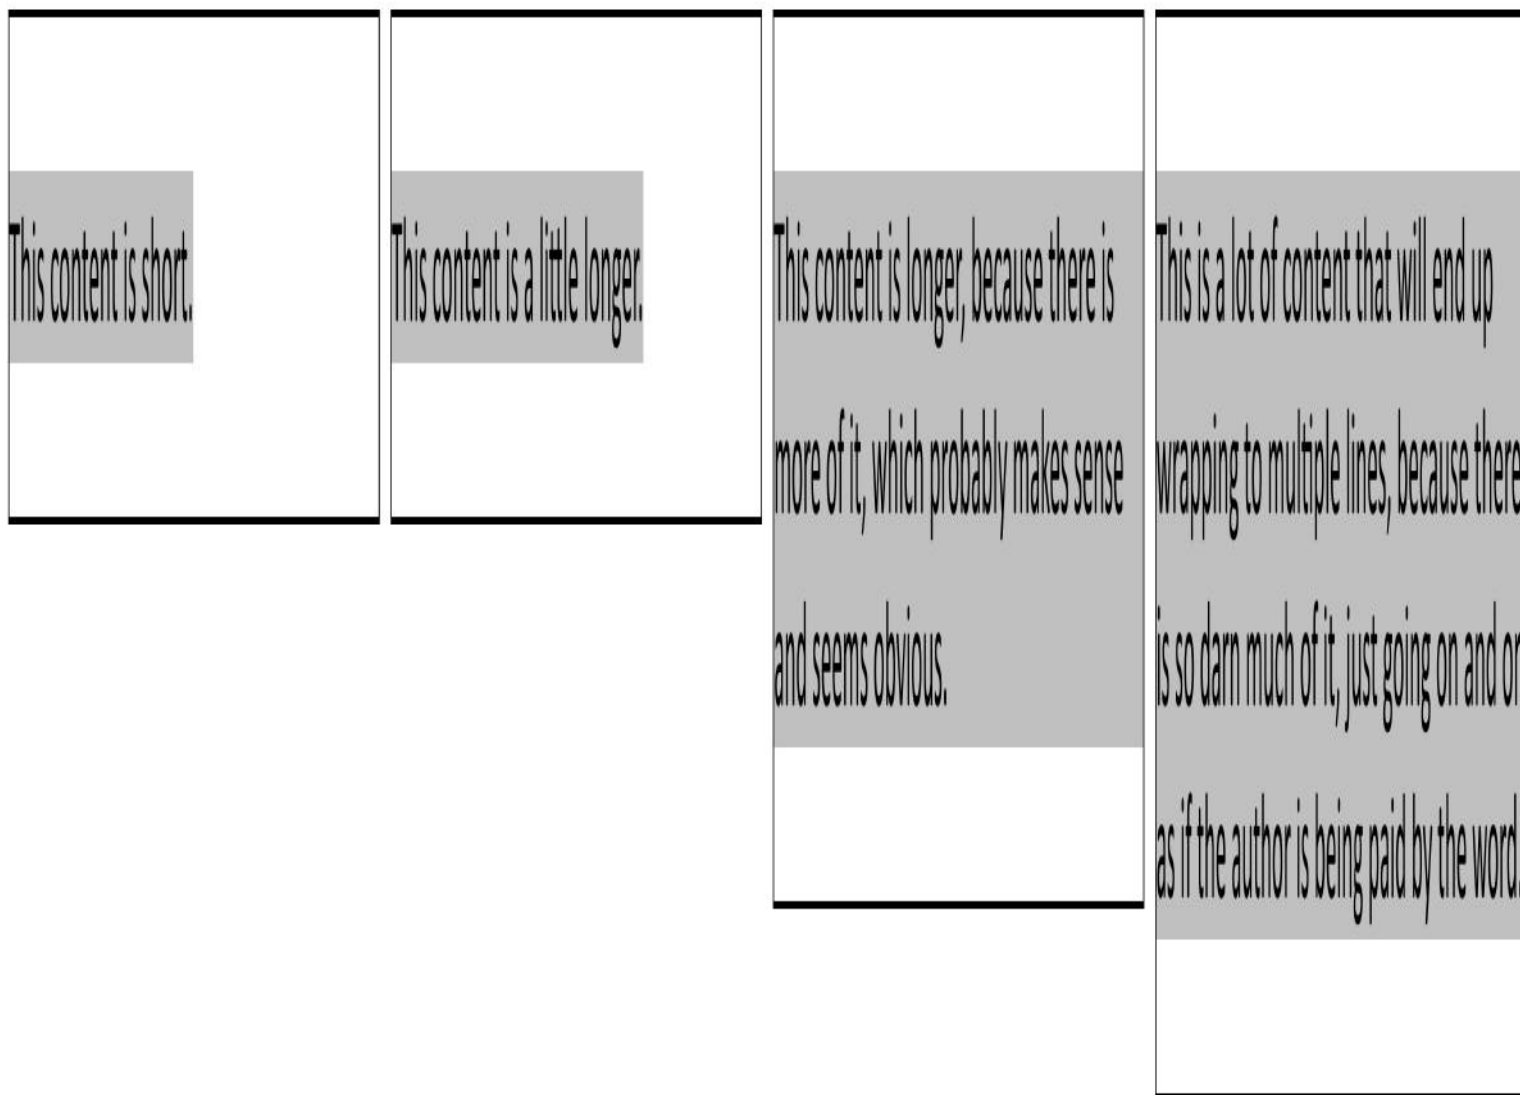 This content is short.
This content is a little longer.
This content is longer, because there is
more of it, which probably makes sense
and seems obvious.
This is a lot of content that will end up
wrapping to multiple lines, because there
is so darn much of it, just going on and on
as if the author is being paid by the word.